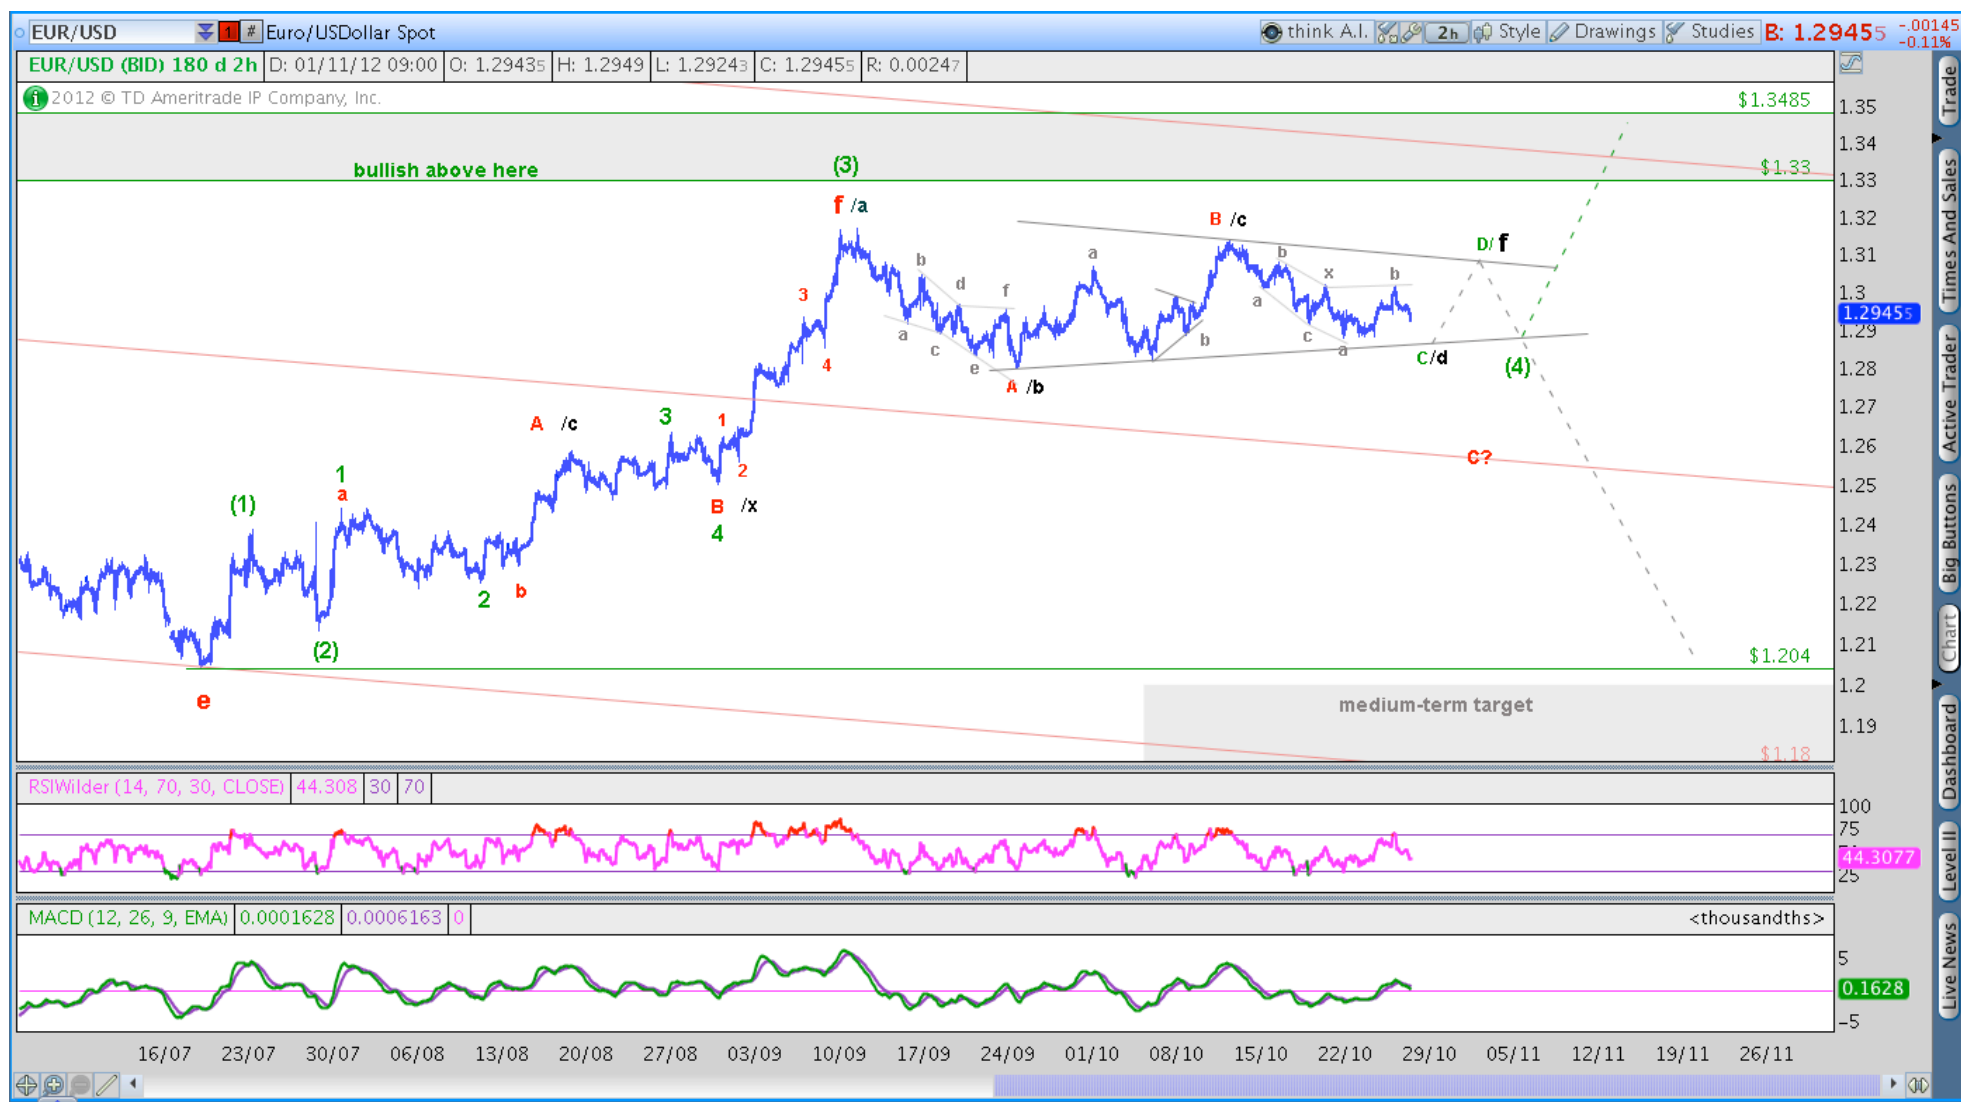 EUR/USD 1 # Euro/USDollar Spot think A.I. 2h Style Drawings Studies B: 1.29455 -.00145 -0.11%
EUR/USD (BID) 180 d 2h D: 01/11/12 09:00 O: 1.29435 H: 1.2949 L: 1.29243 C: 1.29455 R: 0.00247
i 2012 © TD Ameritrade IP Company, Inc.
$1.3485
bullish above here
(3)
$1.33
f /a
B /c
D/ f
b
a
b
x
b
d
f
3
a
a
c
e
4
b
c
a
C/d
(4)
A /b
A /c
3
1
2
C?
1
a
(1)
B /x
4
2
b
(2)
$1.204
e
medium-term target
$1.18
1.35
1.34
1.33
1.32
1.31
1.3
1.29455
1.29
1.28
1.27
1.26
1.25
1.24
1.23
1.22
1.21
1.2
1.19
RSIWilder (14, 70, 30, CLOSE) 44.308 30 70
100
75
44.3077
25
MACD (12, 26, 9, EMA) 0.0001628 0.0006163 0 <thousandths>
5
0.1628
-5
16/07 23/07 30/07 06/08 13/08 20/08 27/08 03/09 10/09 17/09 24/09 01/10 08/10 15/10 22/10 29/10 05/11 12/11 19/11 26/11
Trade
Times And Sales
Active Trader
Big Buttons
Chart
Dashboard
Level II
Live News